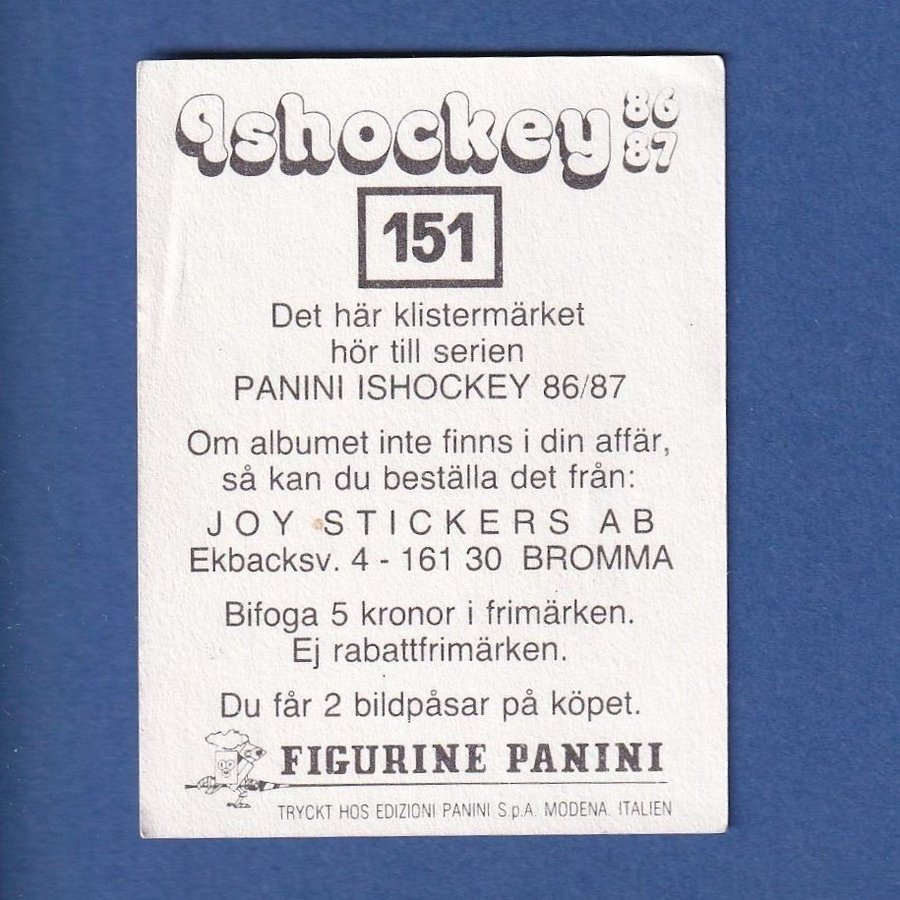 Ishockey 86
87
151
Det här klistermärket
hör till serien
PANINI ISHOCKEY 86/87
Om albumet inte finns i din affär,
så kan du beställa det från:
JOY STICKERS AB
Ekbacksv. 4 - 161 30 BROMMA
Bifoga 5 kronor i frimärken.
Ej rabattfrimärken.
Du får 2 bildpåsar på köpet.
FIGURINE PANINI
TRYCKT HOS EDIZIONI PANINI S.p.A. MODENA. ITALIEN